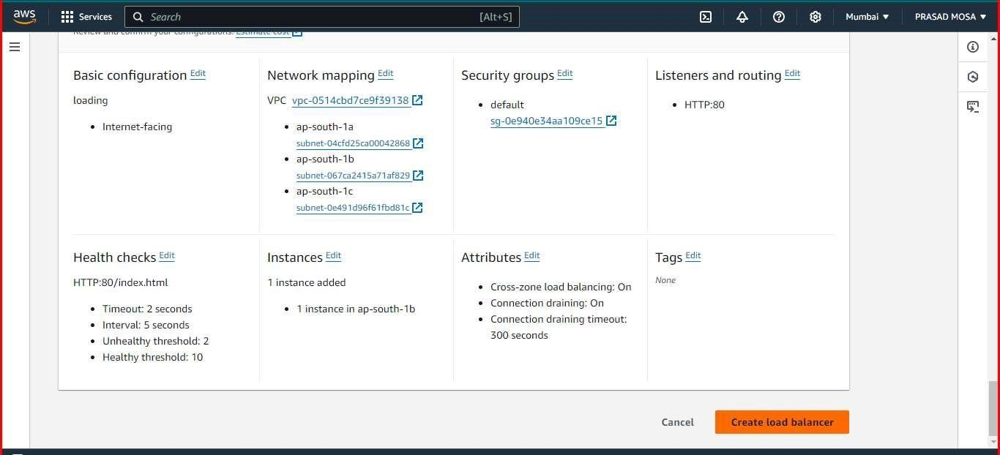 aws
Services
Search
[Alt+S]
Mumbai
PRASAD MOSA
Review and confirm your configurations. Estimate cost
Basic configuration Edit
loading
Internet-facing
Network mapping Edit
VPC vpc-0514cbd7ce9f39138
ap-south-1a
subnet-04cfd25ca00042868
ap-south-1b
subnet-067ca2415a71af829
ap-south-1c
subnet-0e491d96f61fbd81c
Security groups Edit
default
sg-0e940e34aa109ce15
Listeners and routing Edit
HTTP:80
Health checks Edit
HTTP:80/index.html
Timeout: 2 seconds
Interval: 5 seconds
Unhealthy threshold: 2
Healthy threshold: 10
Instances Edit
1 instance added
1 instance in ap-south-1b
Attributes Edit
Cross-zone load balancing: On
Connection draining: On
Connection draining timeout:
300 seconds
Tags Edit
None
Cancel
Create load balancer